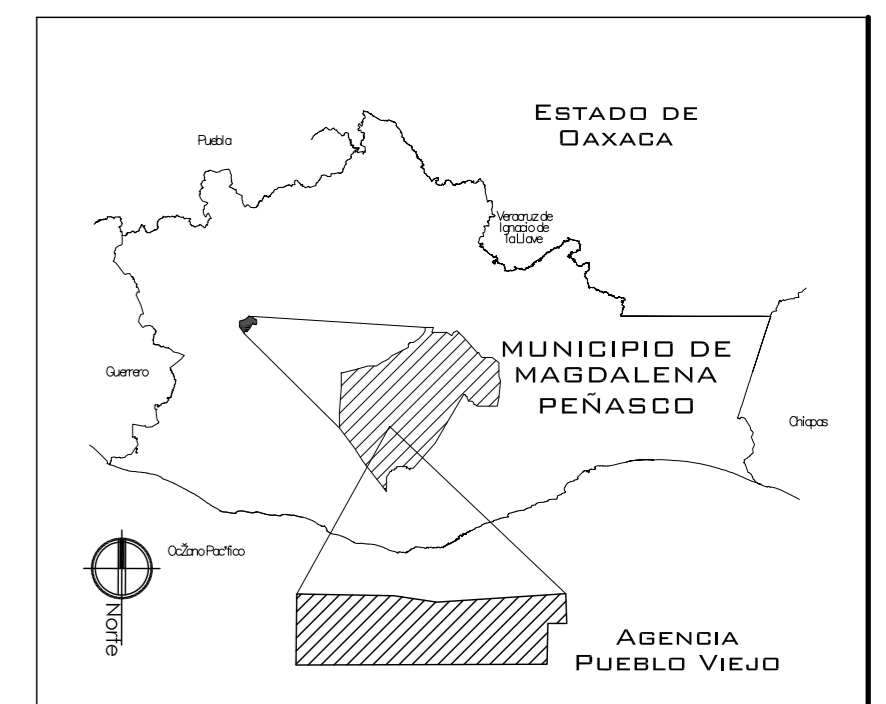 ESTADO DE
OAXACA
Puebla
Veracruz de
Ignacio de
la Llave
MUNICIPIO DE
MAGDALENA
PEÑASCO
Guerrero
Chiapas
OcŽano Pac"fico
Norte
AGENCIA
PUEBLO VIEJO